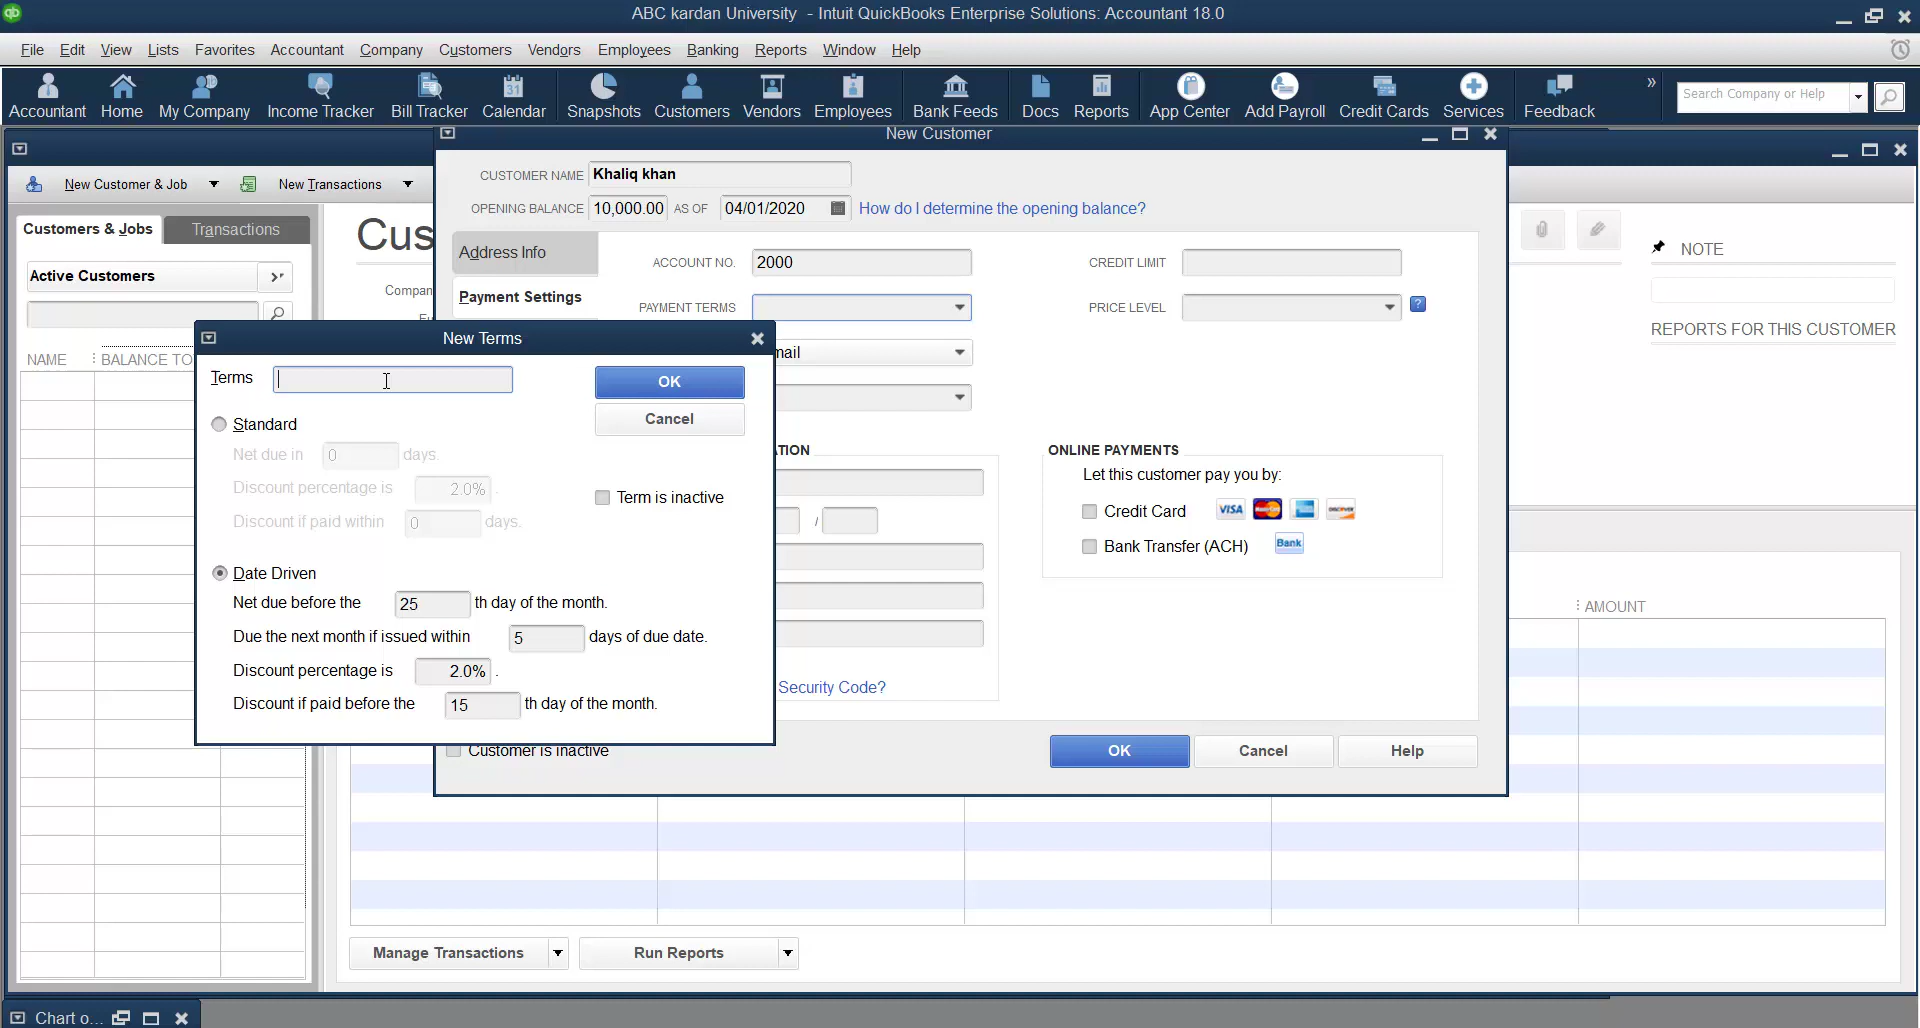 ABC kardan University - Intuit QuickBooks Enterprise Solutions: Accountant 18.0
File Edit View Lists Favorites Accountant Company Customers Vendors Employees Banking Reports Window Help
Accountant Home My Company Income Tracker Bill Tracker Calendar Snapshots Customers Vendors Employees Bank Feeds Docs Reports App Center Add Payroll Credit Cards Services Feedback » Search Company or Help
New Customer
New Customer & Job New Transactions
CUSTOMER NAME Khaliq khan
OPENING BALANCE 10,000.00 AS OF 04/01/2020 How do I determine the opening balance?
Customers & Jobs Transactions
Cus
Address Info
ACCOUNT NO. 2000 CREDIT LIMIT
NOTE
Active Customers
Compan
Payment Settings
PAYMENT TERMS PRICE LEVEL ?
REPORTS FOR THIS CUSTOMER
NAME BALANCE TO
New Terms
mail
Terms
OK
Cancel
Standard
Net due in 0 days.
Discount percentage is 2.0% .
Discount if paid within 0 days.
Term is inactive
Date Driven
Net due before the 25 th day of the month.
Due the next month if issued within 5 days of due date.
Discount percentage is 2.0% .
Discount if paid before the 15 th day of the month.
ATION
/
Security Code?
ONLINE PAYMENTS
Let this customer pay you by:
Credit Card VISA MasterCard DISCOVER
Bank Transfer (ACH) Bank
AMOUNT
Customer is inactive
OK Cancel Help
Manage Transactions Run Reports
Chart o...